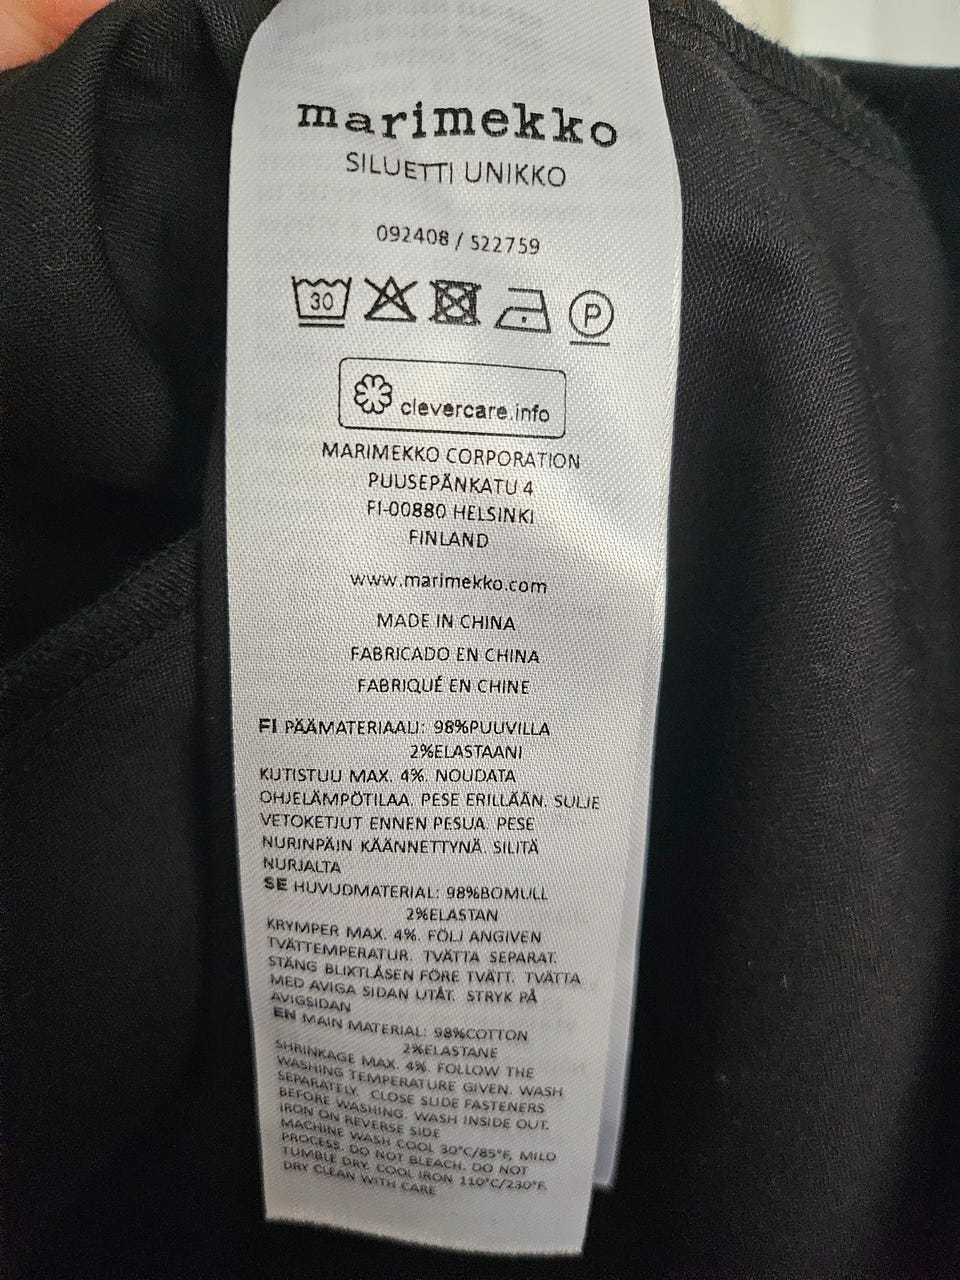 marimekko
SILUETTI UNIKKO
092408 / 522759
30
P
clevercare.info
MARIMEKKO CORPORATION
PUUSEPÄNKATU 4
FI-00880 HELSINKI
FINLAND
www.marimekko.com
MADE IN CHINA
FABRICADO EN CHINA
FABRIQUÉ EN CHINE
FI PÄÄMATERIAALI: 98%PUUVILLA
2%ELASTAANI
KUTISTUU MAX. 4%. NOUDATA
OHJELÄMPÖTILAA. PESE ERILLÄÄN. SULJE
VETOKETJUT ENNEN PESUA. PESE
NURINPÄIN KÄÄNNETTYNÄ. SILITÄ
NURJALTA
SE HUVUDMATERIAL: 98%BOMULL
2%ELASTAN
KRYMPER MAX. 4%. FÖLJ ANGIVEN
TVÄTTEMPERATUR. TVÄTTA SEPARAT.
STÄNG BLIXTLÅSEN FÖRE TVÄTT. TVÄTTA
MED AVIGA SIDAN UTÅT. STRYK PÅ
AVIGSIDAN
EN MAIN MATERIAL: 98%COTTON
2%ELASTANE
SHRINKAGE MAX. 4%. FOLLOW THE
WASHING TEMPERATURE GIVEN. WASH
SEPARATELY. CLOSE SLIDE FASTENERS
BEFORE WASHING. WASH INSIDE OUT.
IRON ON REVERSE SIDE
MACHINE WASH COOL 30°C/85°F, MILD
PROCESS. DO NOT BLEACH. DO NOT
TUMBLE DRY. COOL IRON 110°C/230°F.
DRY CLEAN WITH CARE